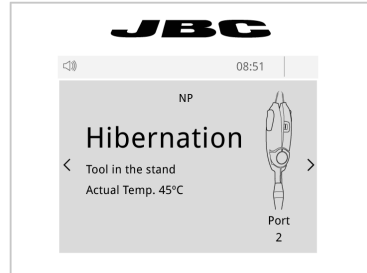 JBC
08:51
NP
Hibernation
Tool in the stand
Actual Temp. 45ºC
Port
2